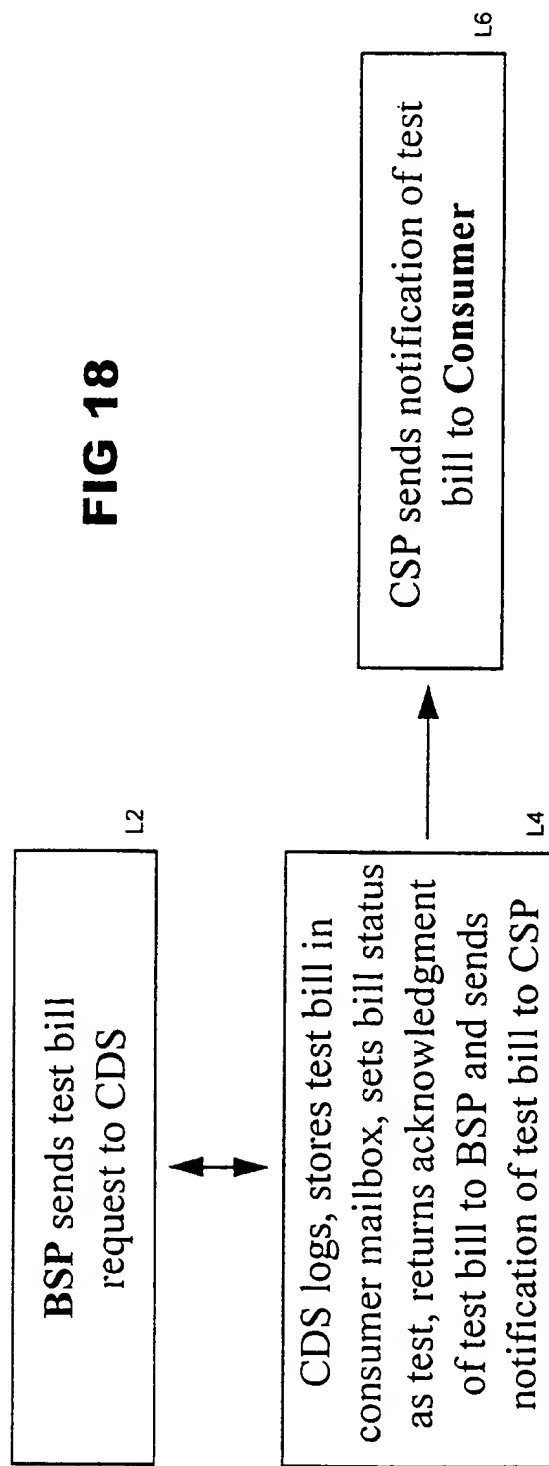 FIG 18
BSP sends test bill
request to CDS
L2
CDS logs, stores test bill in
consumer mailbox, sets bill status
as test, returns acknowledgment
of test bill to BSP and sends
notification of test bill to CSP
L4
CSP sends notification of test
bill to Consumer
L6